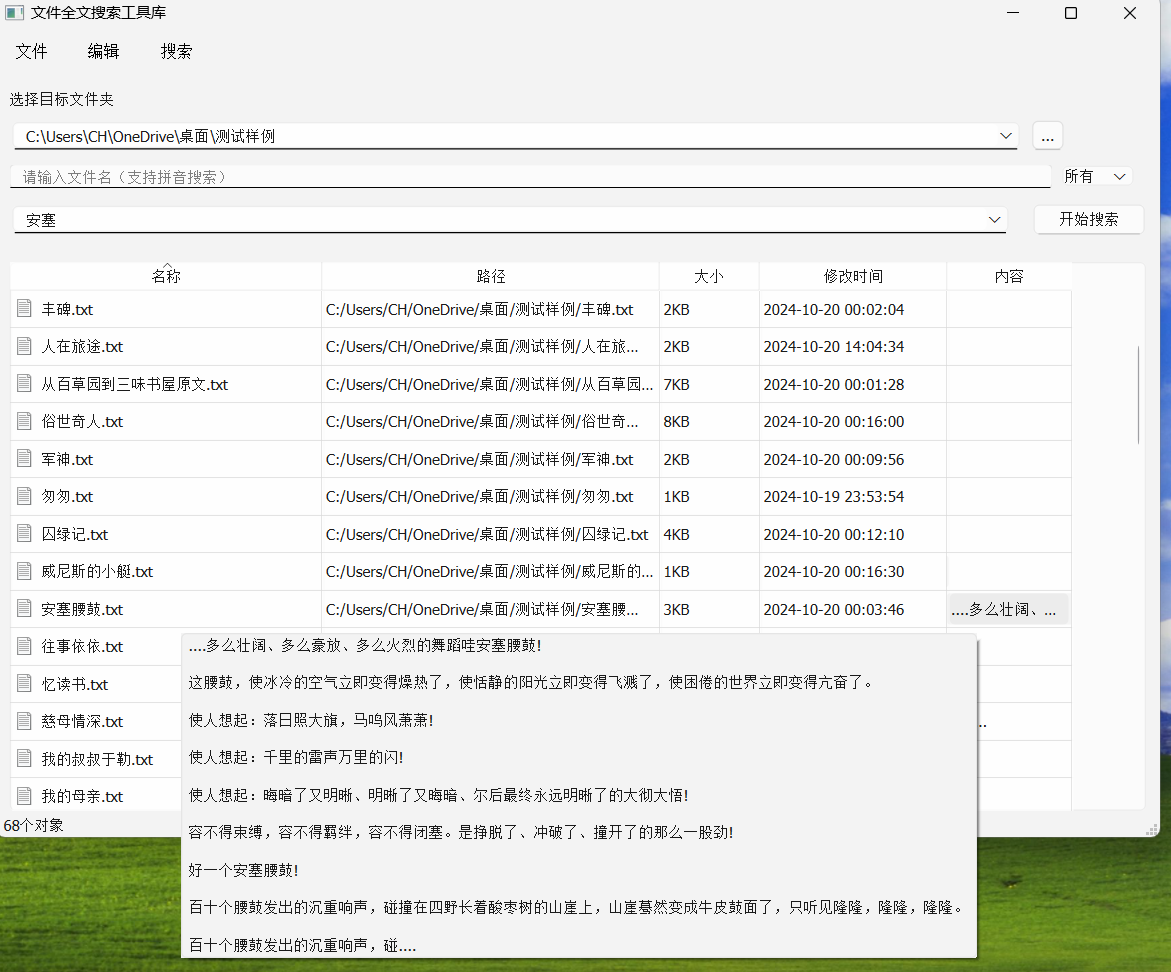 文件全文搜索工具库
文件 编辑 搜索
选择目标文件夹
C:\Users\CH\OneDrive\桌面\测试样例 ...
请输入文件名（支持拼音搜索） 所有
安塞 开始搜索
名称 路径 大小 修改时间 内容
丰碑.txt C:/Users/CH/OneDrive/桌面/测试样例/丰碑.txt 2KB 2024-10-20 00:02:04
人在旅途.txt C:/Users/CH/OneDrive/桌面/测试样例/人在旅... 2KB 2024-10-20 14:04:34
从百草园到三味书屋原文.txt C:/Users/CH/OneDrive/桌面/测试样例/从百草园... 7KB 2024-10-20 00:01:28
俗世奇人.txt C:/Users/CH/OneDrive/桌面/测试样例/俗世奇... 8KB 2024-10-20 00:16:00
军神.txt C:/Users/CH/OneDrive/桌面/测试样例/军神.txt 2KB 2024-10-20 00:09:56
匆匆.txt C:/Users/CH/OneDrive/桌面/测试样例/匆匆.txt 1KB 2024-10-19 23:53:54
囚绿记.txt C:/Users/CH/OneDrive/桌面/测试样例/囚绿记.txt 4KB 2024-10-20 00:12:10
威尼斯的小艇.txt C:/Users/CH/OneDrive/桌面/测试样例/威尼斯的... 1KB 2024-10-20 00:16:30
安塞腰鼓.txt C:/Users/CH/OneDrive/桌面/测试样例/安塞腰... 3KB 2024-10-20 00:03:46 ....多么壮阔、...
往事依依.txt
忆读书.txt
慈母情深.txt ..
我的叔叔于勒.txt
我的母亲.txt
68个对象
....多么壮阔、多么豪放、多么火烈的舞蹈哇安塞腰鼓!
这腰鼓，使冰冷的空气立即变得燥热了，使恬静的阳光立即变得飞溅了，使困倦的世界立即变得亢奋了。
使人想起：落日照大旗，马鸣风萧萧!
使人想起：千里的雷声万里的闪!
使人想起：晦暗了又明晰、明晰了又晦暗、尔后最终永远明晰了的大彻大悟!
容不得束缚，容不得羁绊，容不得闭塞。是挣脱了、冲破了、撞开了的那么一股劲!
好一个安塞腰鼓!
百十个腰鼓发出的沉重响声，碰撞在四野长着酸枣树的山崖上，山崖蓦然变成牛皮鼓面了，只听见隆隆，隆隆，隆隆。
百十个腰鼓发出的沉重响声，碰....